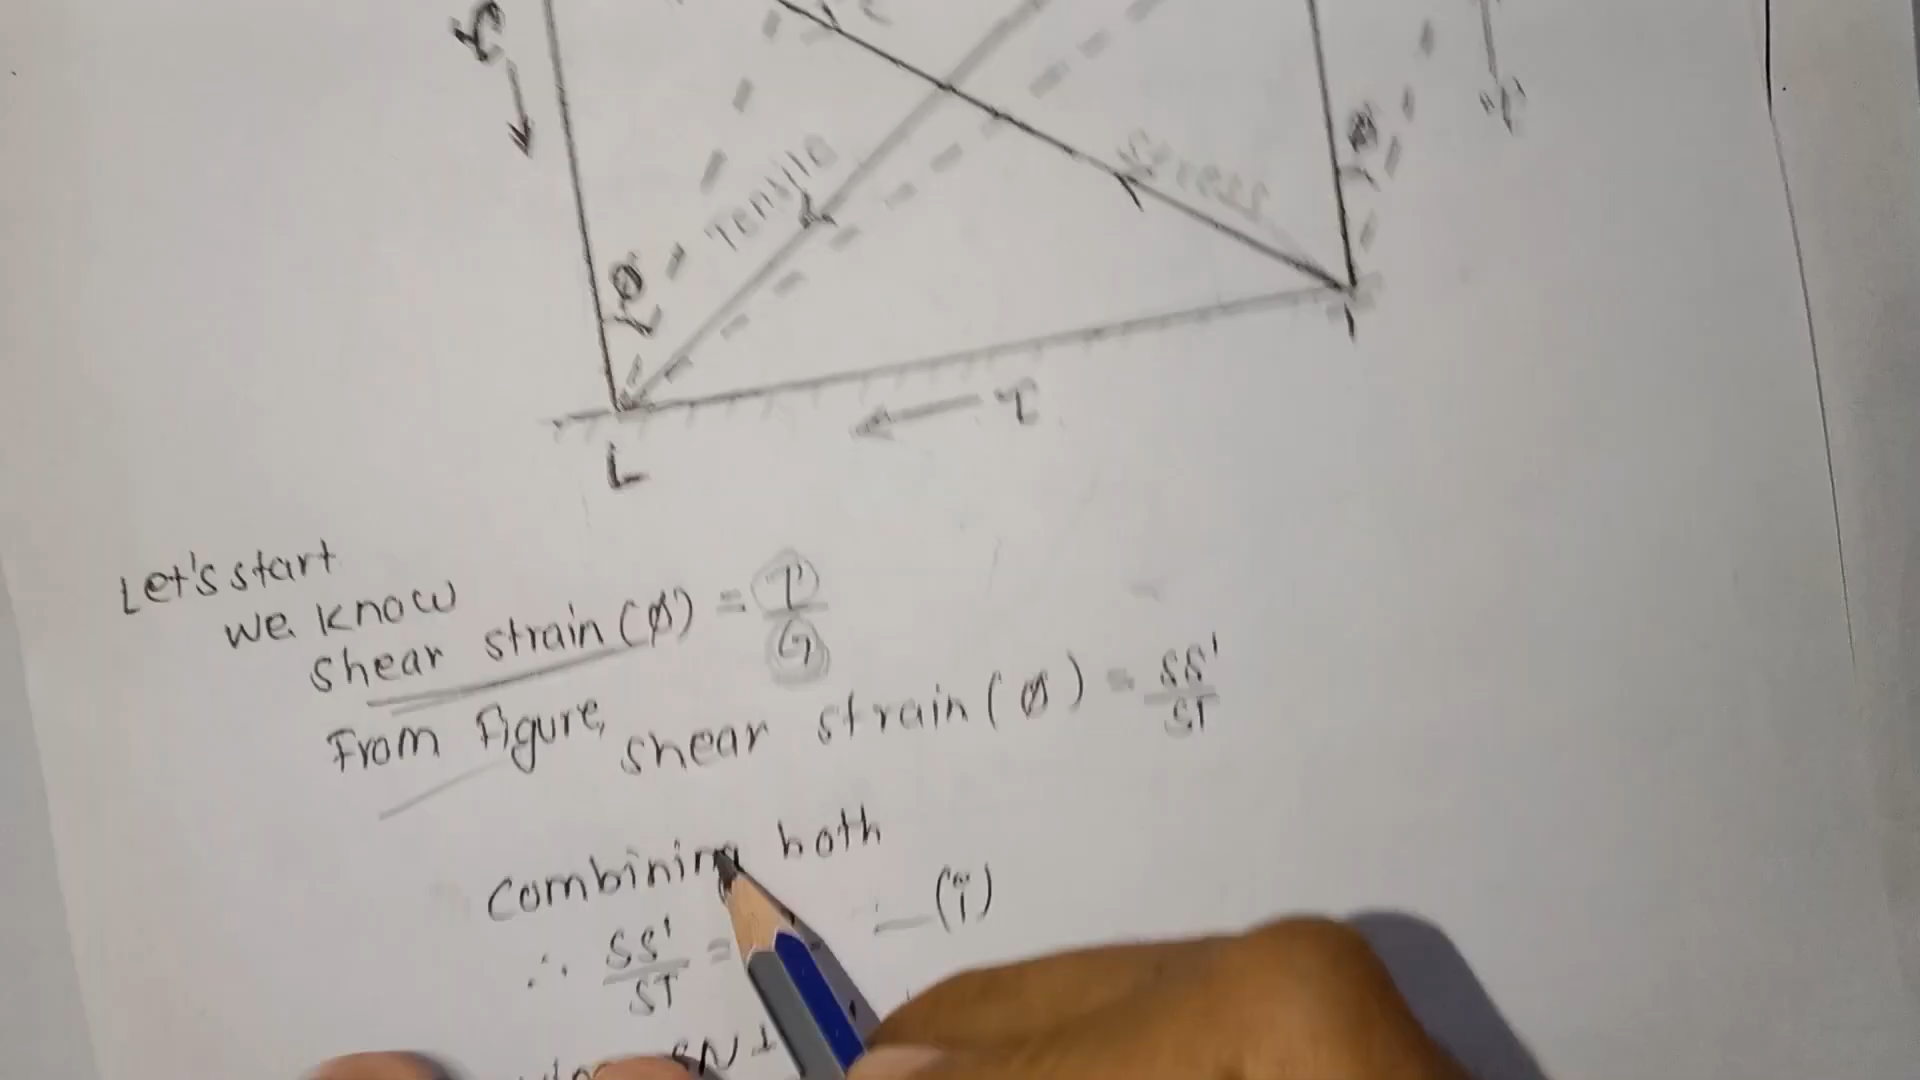 τ
Tensile
Stress
Ø
Ø
τ
L
Let's start
we know
shear strain (Ø) = τ/G
From Figure, shear strain (Ø) = SS'/ST
Combining both
∴ SS'/ST = —(i)